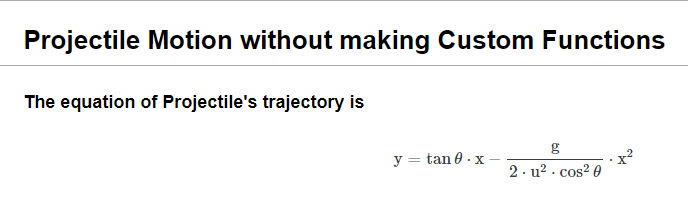 Projectile Motion without making Custom Functions
The equation of Projectile's trajectory is
y = tan θ · x − g / (2 · u² · cos² θ) · x²